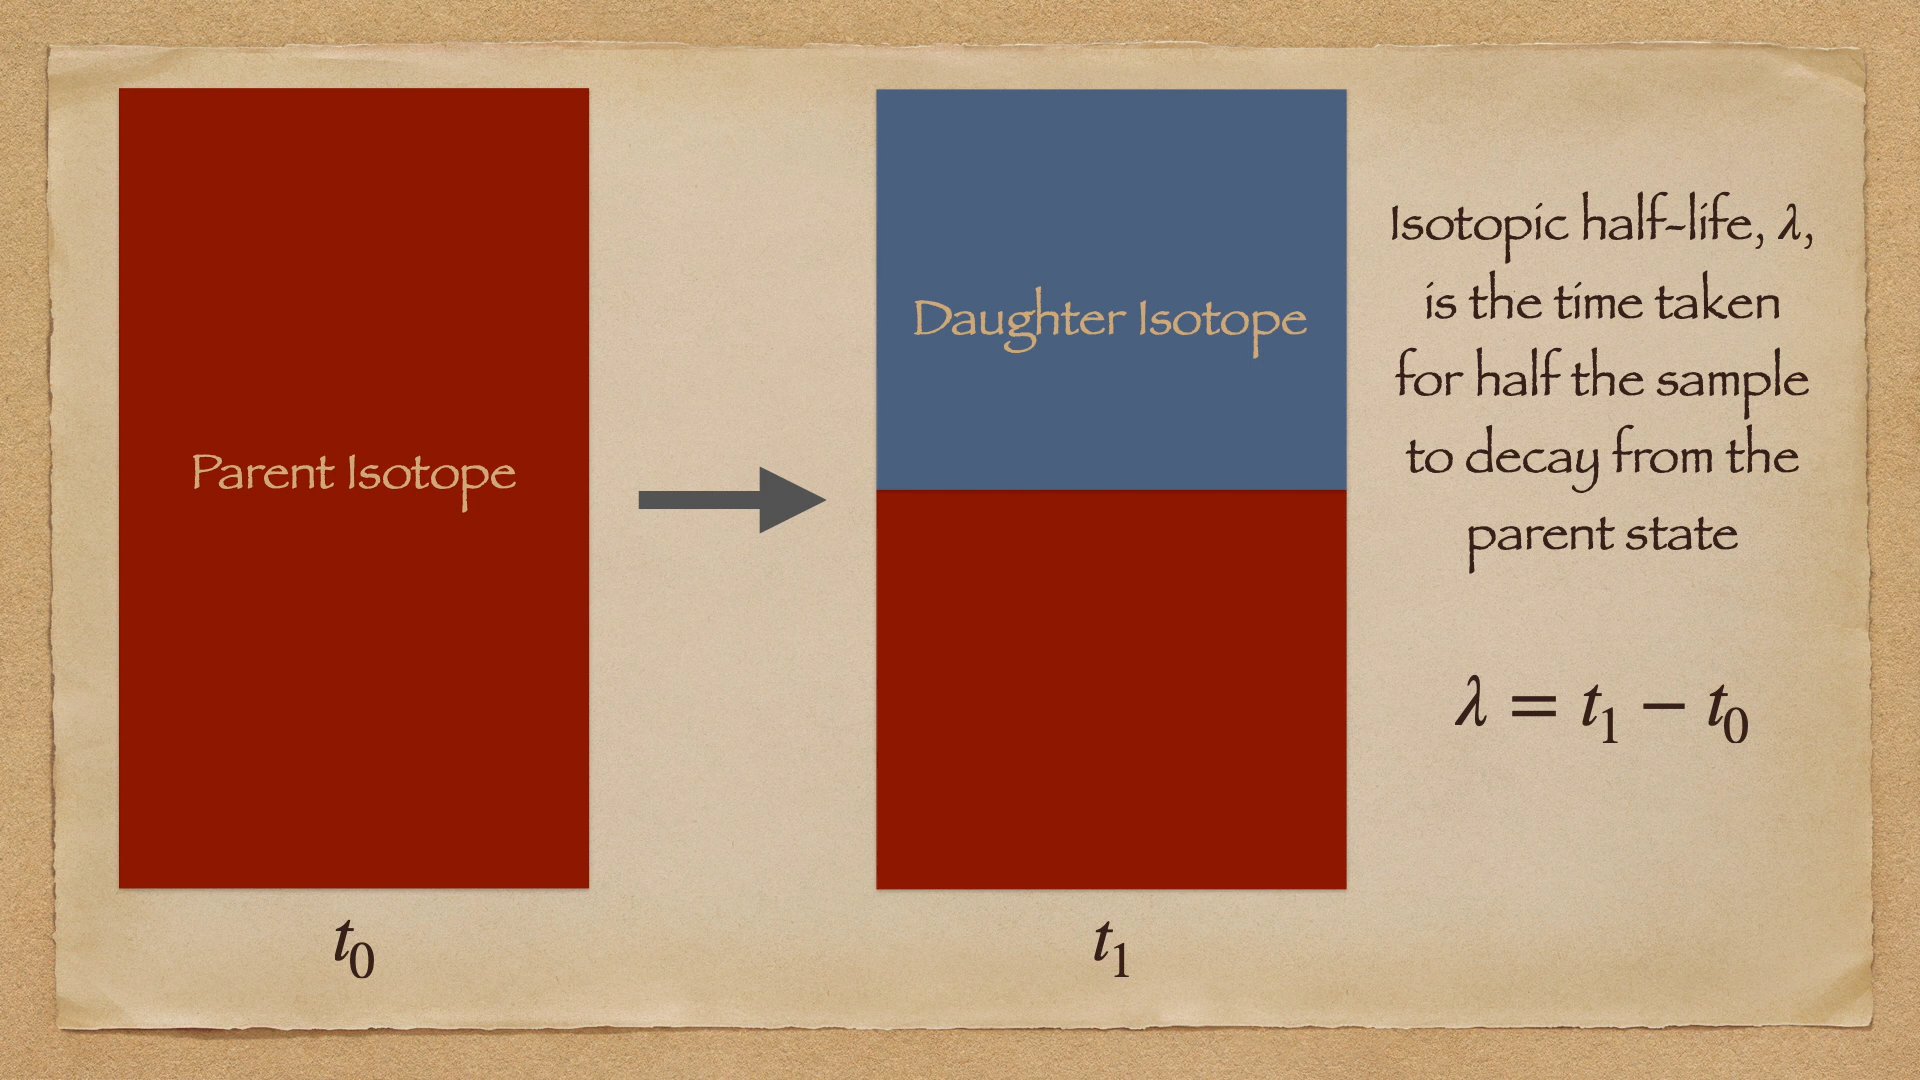 Parent Isotope
Daughter Isotope
Isotopic half-life, λ,
is the time taken
for half the sample
to decay from the
parent state
λ = t₁ − t₀
t₀
t₁